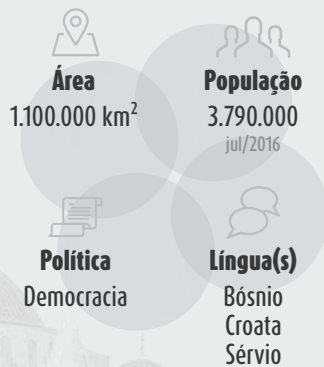 Área
1.100.000 km²
População
3.790.000
jul/2016
Política
Democracia
Língua(s)
Bósnio
Croata
Sérvio